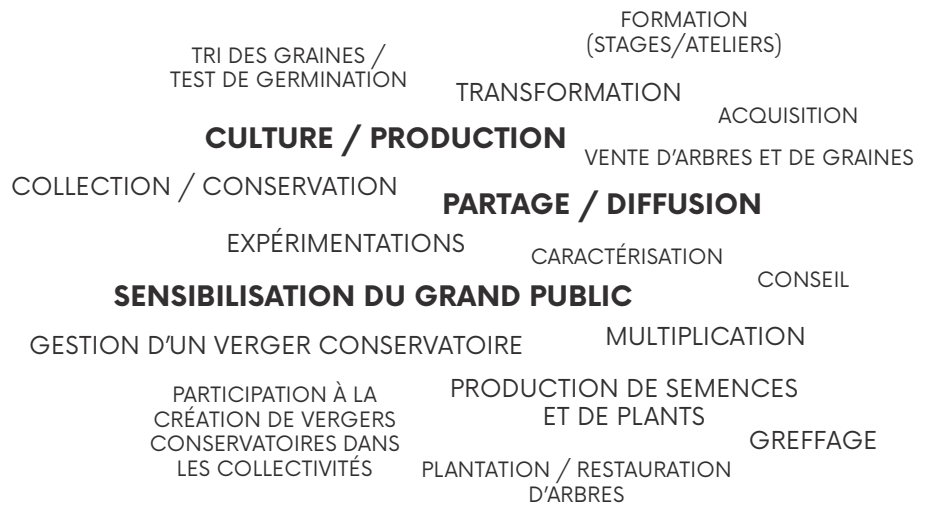 FORMATION
(STAGES/ATELIERS)
TRI DES GRAINES /
TEST DE GERMINATION
TRANSFORMATION
ACQUISITION
CULTURE / PRODUCTION
VENTE D'ARBRES ET DE GRAINES
COLLECTION / CONSERVATION
PARTAGE / DIFFUSION
EXPÉRIMENTATIONS
CARACTÉRISATION
CONSEIL
SENSIBILISATION DU GRAND PUBLIC
MULTIPLICATION
GESTION D'UN VERGER CONSERVATOIRE
PARTICIPATION À LA
CRÉATION DE VERGERS
CONSERVATOIRES DANS
LES COLLECTIVITÉS
PRODUCTION DE SEMENCES
ET DE PLANTS
GREFFAGE
PLANTATION / RESTAURATION
D'ARBRES